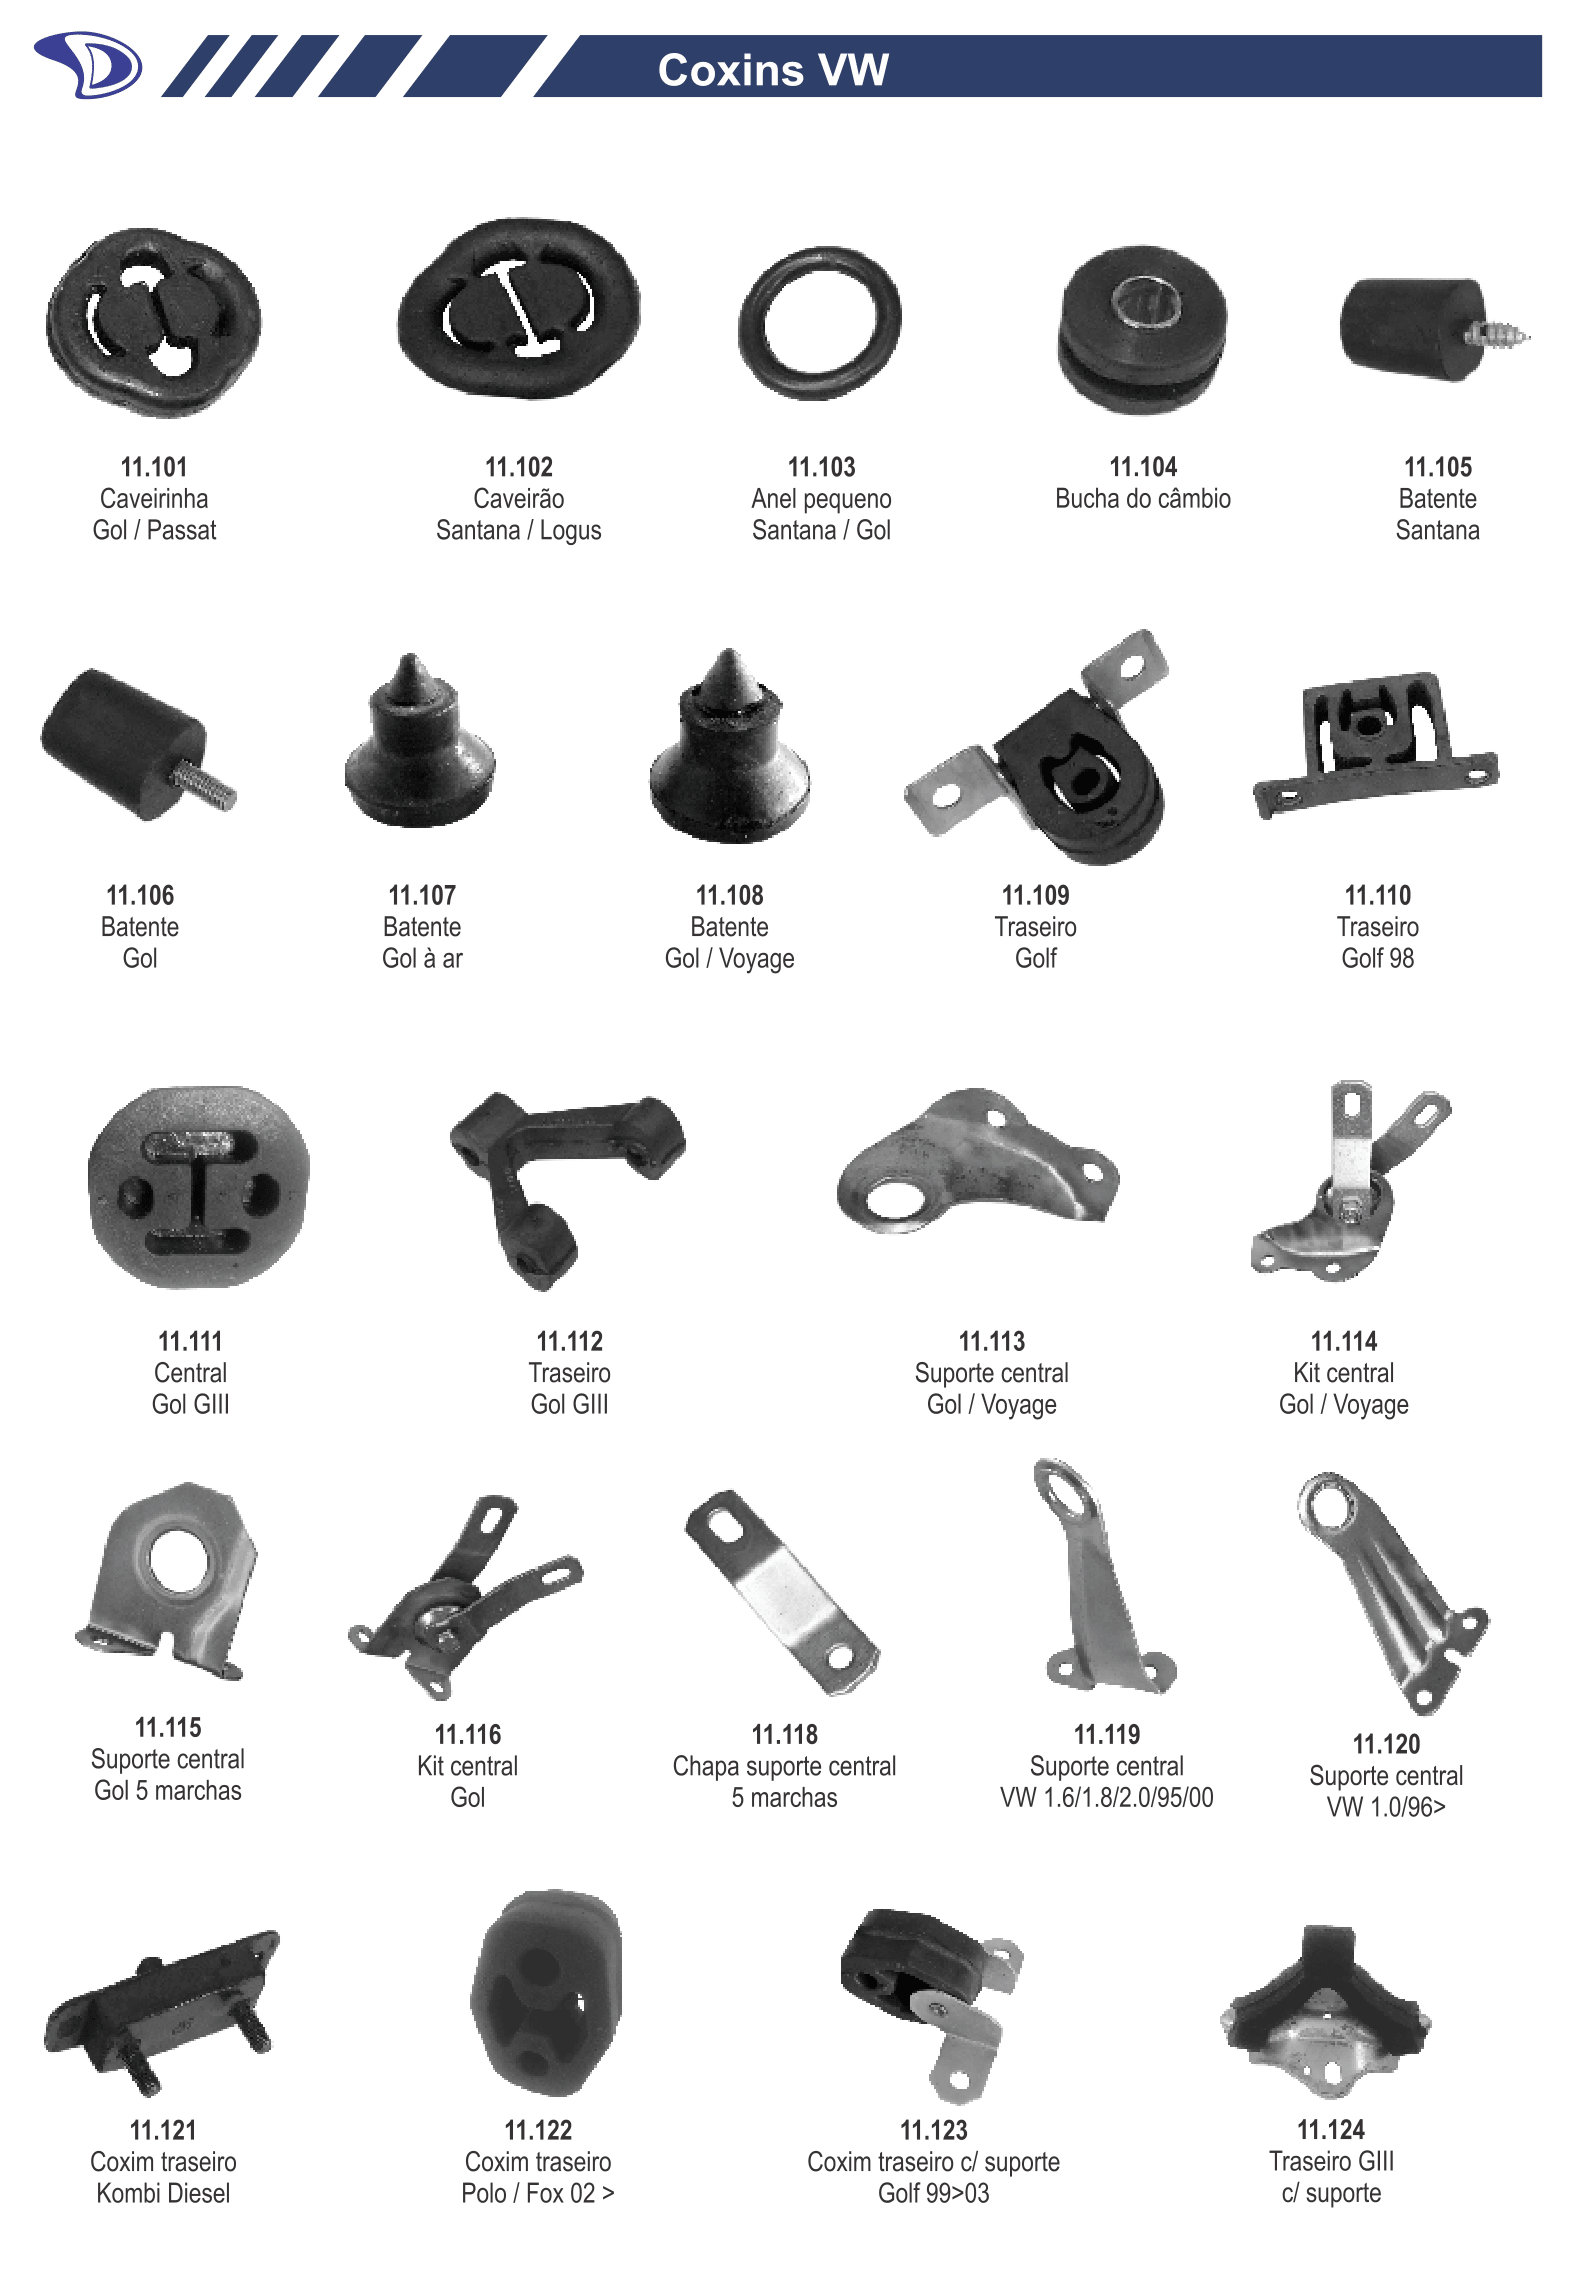 Coxins VW
11.101
Caveirinha
Gol / Passat
11.102
Caveirão
Santana / Logus
11.103
Anel pequeno
Santana / Gol
11.104
Bucha do câmbio
11.105
Batente
Santana
11.106
Batente
Gol
11.107
Batente
Gol à ar
11.108
Batente
Gol / Voyage
11.109
Traseiro
Golf
11.110
Traseiro
Golf 98
11.111
Central
Gol GIII
11.112
Traseiro
Gol GIII
11.113
Suporte central
Gol / Voyage
11.114
Kit central
Gol / Voyage
11.115
Suporte central
Gol 5 marchas
11.116
Kit central
Gol
11.118
Chapa suporte central
5 marchas
11.119
Suporte central
VW 1.6/1.8/2.0/95/00
11.120
Suporte central
VW 1.0/96>
11.121
Coxim traseiro
Kombi Diesel
11.122
Coxim traseiro
Polo / Fox 02 >
11.123
Coxim traseiro c/ suporte
Golf 99>03
11.124
Traseiro GIII
c/ suporte